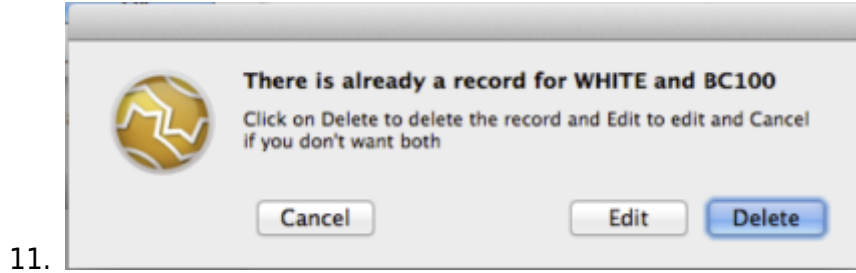 There is already a record for WHITE and BC100
Click on Delete to delete the record and Edit to edit and Cancel
if you don't want both
Cancel Edit Delete
11.